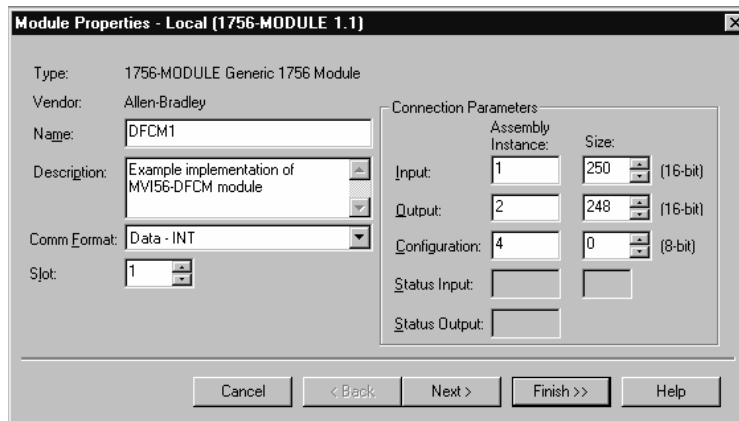 Module Properties - Local (1756-MODULE 1.1)
Type: 1756-MODULE Generic 1756 Module
Vendor: Allen-Bradley
Name: DFCM1
Description: Example implementation of
MVI56-DFCM module
Comm Format: Data - INT
Slot: 1
Connection Parameters
Assembly
Instance: Size:
Input: 1 250 (16-bit)
Output: 2 248 (16-bit)
Configuration: 4 0 (8-bit)
Status Input:
Status Output:
Cancel < Back Next > Finish >> Help